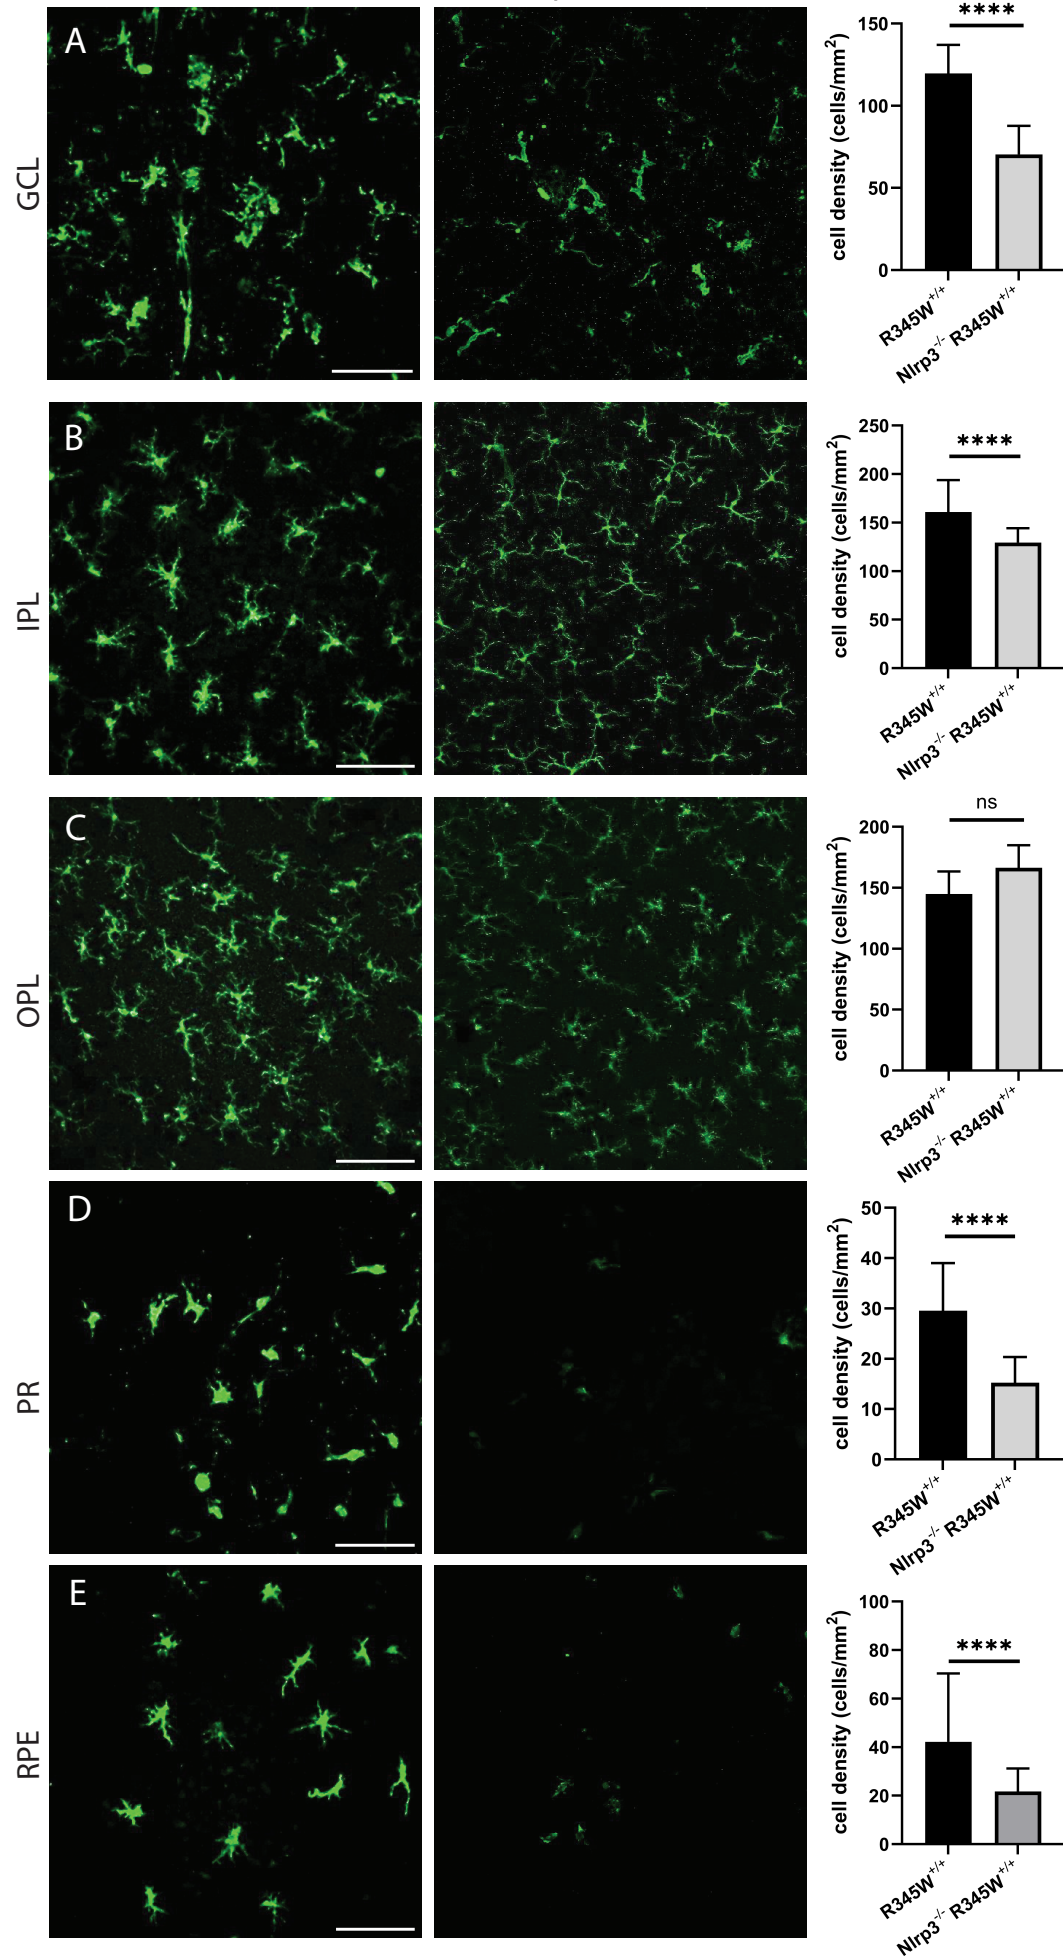 GCL
A
cell density (cells/mm²)
150
100
50
0
****
R345W⁺/⁺
Nlrp3⁻/⁻ R345W⁺/⁺
IPL
B
cell density (cells/mm²)
250
200
150
100
50
0
****
R345W⁺/⁺
Nlrp3⁻/⁻ R345W⁺/⁺
OPL
C
cell density (cells/mm²)
200
150
100
50
0
ns
R345W⁺/⁺
Nlrp3⁻/⁻ R345W⁺/⁺
PR
D
cell density (cells/mm²)
50
40
30
20
10
0
****
R345W⁺/⁺
Nlrp3⁻/⁻ R345W⁺/⁺
RPE
E
cell density (cells/mm²)
100
80
60
40
20
0
****
R345W⁺/⁺
Nlrp3⁻/⁻ R345W⁺/⁺